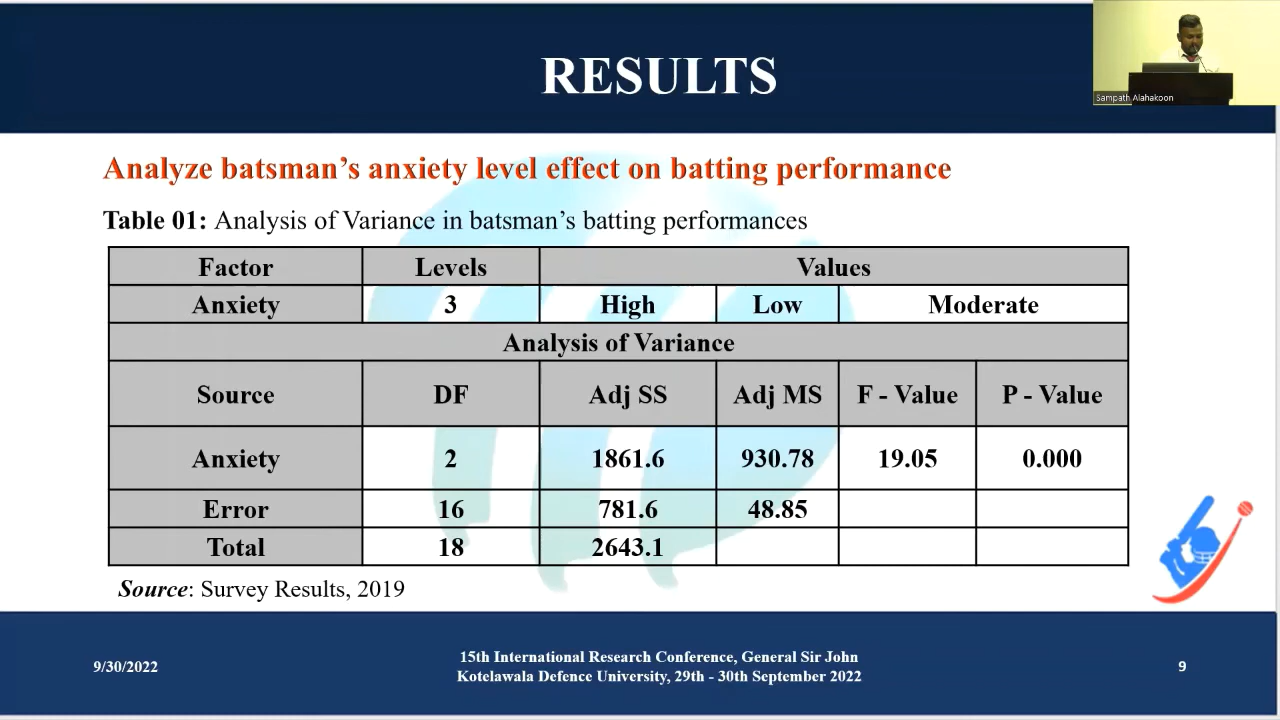 RESULTS
Sampath Alahakoon
Analyze batsman’s anxiety level effect on batting performance
Table 01: Analysis of Variance in batsman’s batting performances
Factor Levels Values
Anxiety 3 High Low Moderate
Analysis of Variance
Source DF Adj SS Adj MS F - Value P - Value
Anxiety 2 1861.6 930.78 19.05 0.000
Error 16 781.6 48.85
Total 18 2643.1
Source: Survey Results, 2019
9/30/2022
15th International Research Conference, General Sir John
Kotelawala Defence University, 29th - 30th September 2022
9